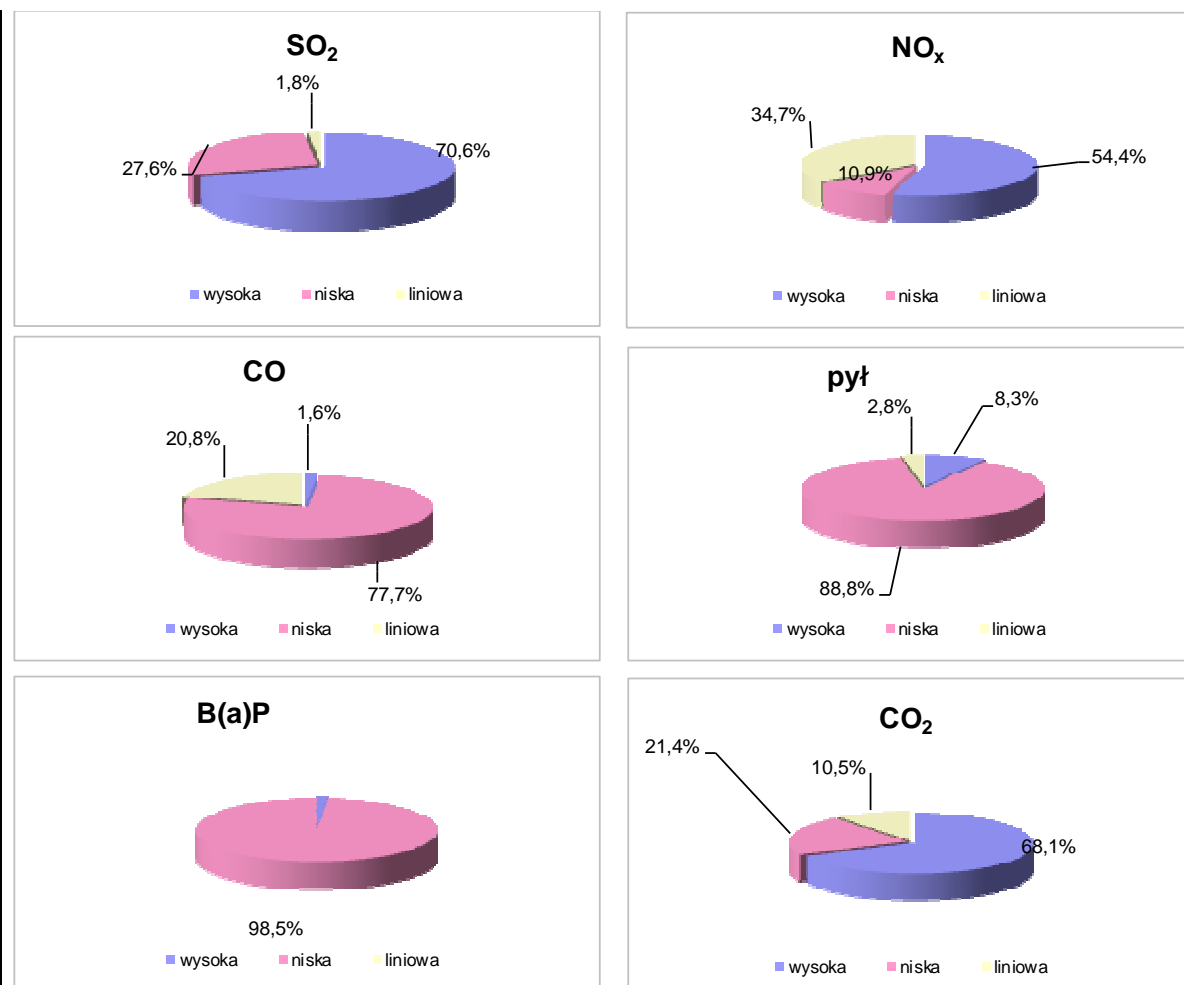 SO₂
1,8%
70,6%
27,6%
wysoka niska liniowa
NOₓ
34,7%
54,4%
10,9%
wysoka niska liniowa
CO
1,6%
20,8%
77,7%
wysoka niska liniowa
pył
2,8%
8,3%
88,8%
wysoka niska liniowa
B(a)P
98,5%
wysoka niska liniowa
CO₂
21,4%
10,5%
68,1%
wysoka niska liniowa